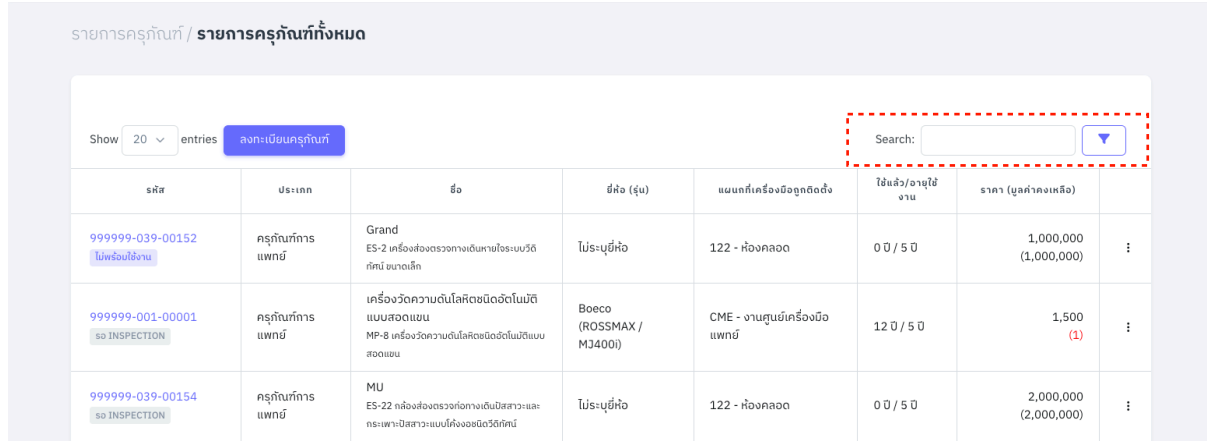 รายการครุภัณฑ์ / รายการครุภัณฑ์ทั้งหมด
Show 20 entries ลงทะเบียนครุภัณฑ์ Search:
รหัส ประเภท ชื่อ ยี่ห้อ (รุ่น) แผนกที่เครื่องมือถูกติดตั้ง ใช้แล้ว/อายุใช้งาน ราคา (มูลค่าคงเหลือ)
999999-039-00152
ไม่พร้อมใช้งาน
ครุภัณฑ์การ
แพทย์
Grand
ES-2 เครื่องส่องตรวจทางเดินหายใจระบบวีดิ
ทัศน์ ขนาดเล็ก
ไม่ระบุยี่ห้อ
122 - ห้องคลอด
0 ปี / 5 ปี
1,000,000
(1,000,000)
999999-001-00001
รอ INSPECTION
ครุภัณฑ์การ
แพทย์
เครื่องวัดความดันโลหิตชนิดอัตโนมัติ
แบบสอดแขน
MP-8 เครื่องวัดความดันโลหิตชนิดอัตโนมัติแบบ
สอดแขน
Boeco
(ROSSMAX /
MJ400i)
CME - งานศูนย์เครื่องมือ
แพทย์
12 ปี / 5 ปี
1,500
(1)
999999-039-00154
รอ INSPECTION
ครุภัณฑ์การ
แพทย์
MU
ES-22 กล้องส่องตรวจท่อทางเดินปัสสาวะและ
กระเพาะปัสสาวะแบบโค้งงอชนิดวีดิทัศน์
ไม่ระบุยี่ห้อ
122 - ห้องคลอด
0 ปี / 5 ปี
2,000,000
(2,000,000)